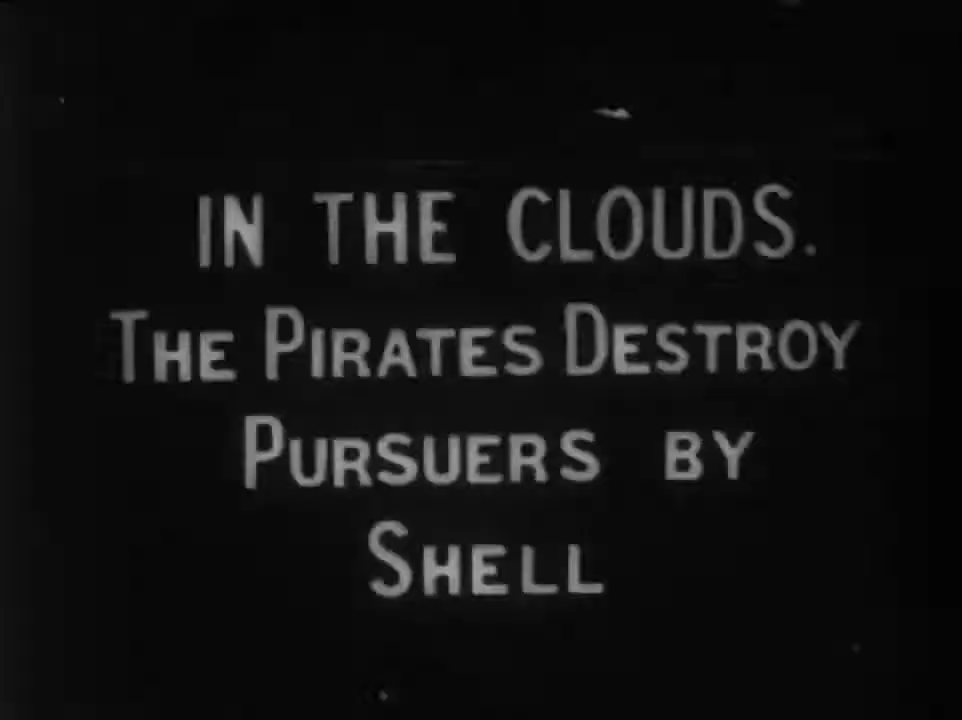 IN THE CLOUDS.
THE PIRATES DESTROY
PURSUERS BY
SHELL